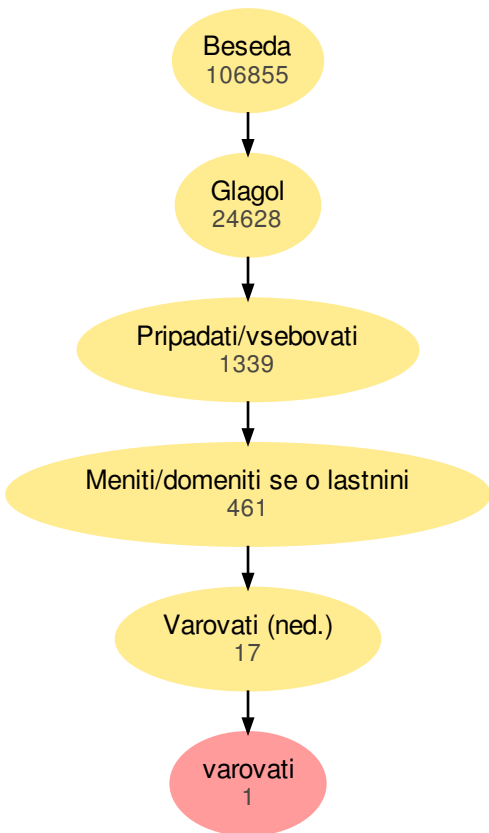 Beseda
106855
Glagol
24628
Pripadati/vsebovati
1339
Meniti/domeniti se o lastnini
461
Varovati (ned.)
17
varovati
1